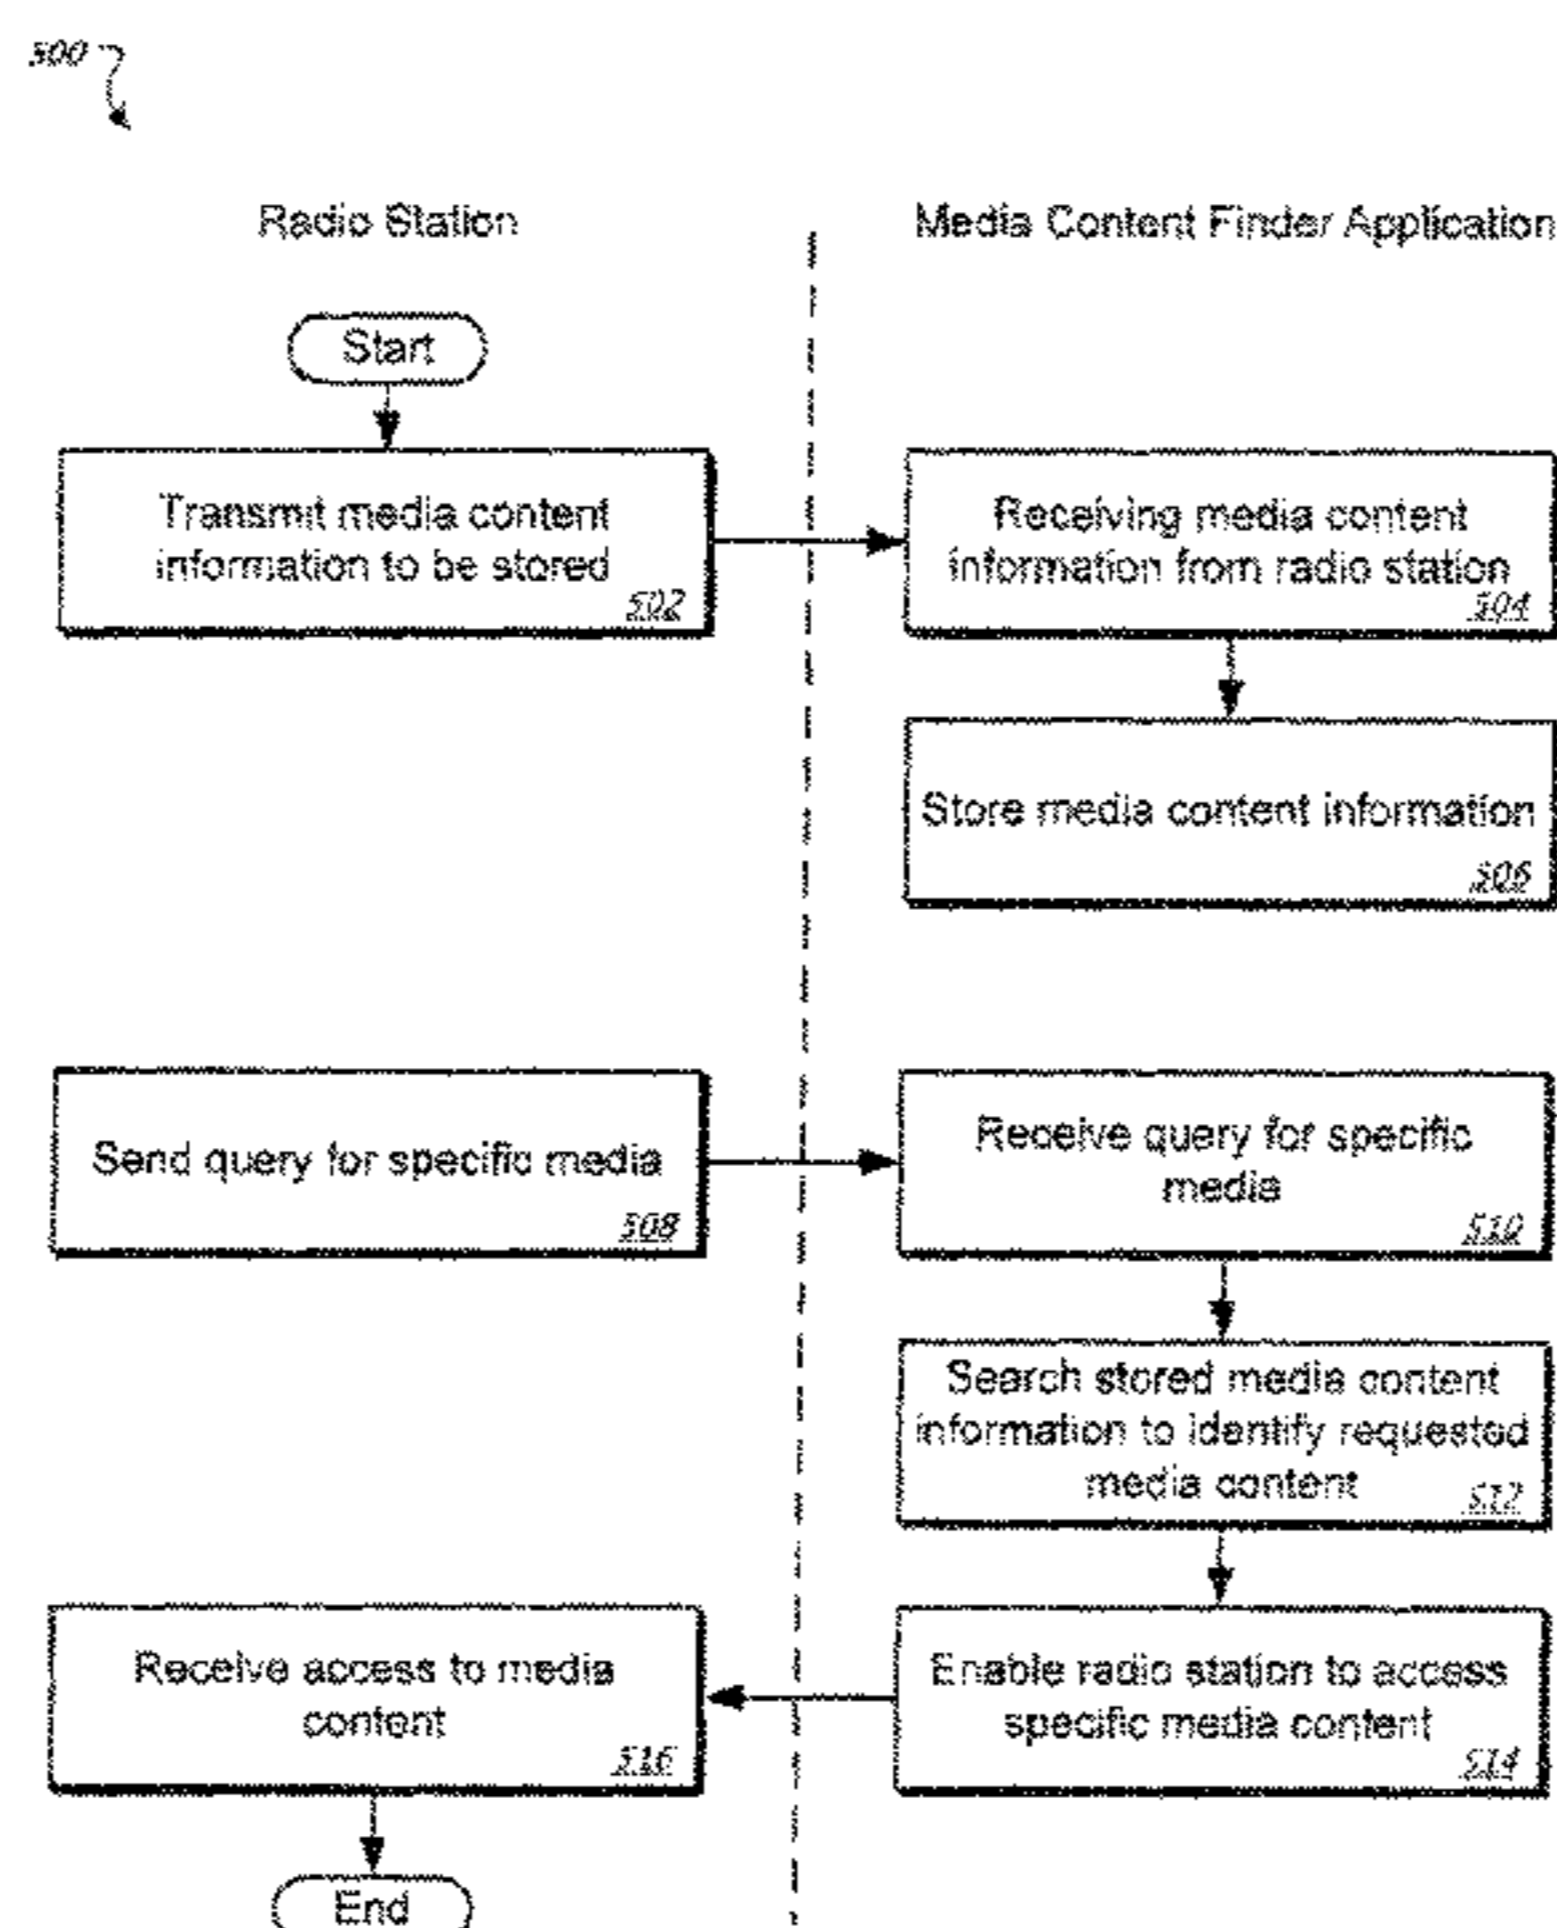 500
Radio Station
Media Content Finder Application
Start
Transmit media content
information to be stored
502
Receiving media content
information from radio station
504
Store media content information
506
Send query for specific media
508
Receive query for specific
media
510
Search stored media content
information to identify requested
media content
512
Enable radio station to access
specific media content
514
Receive access to media
content
516
End